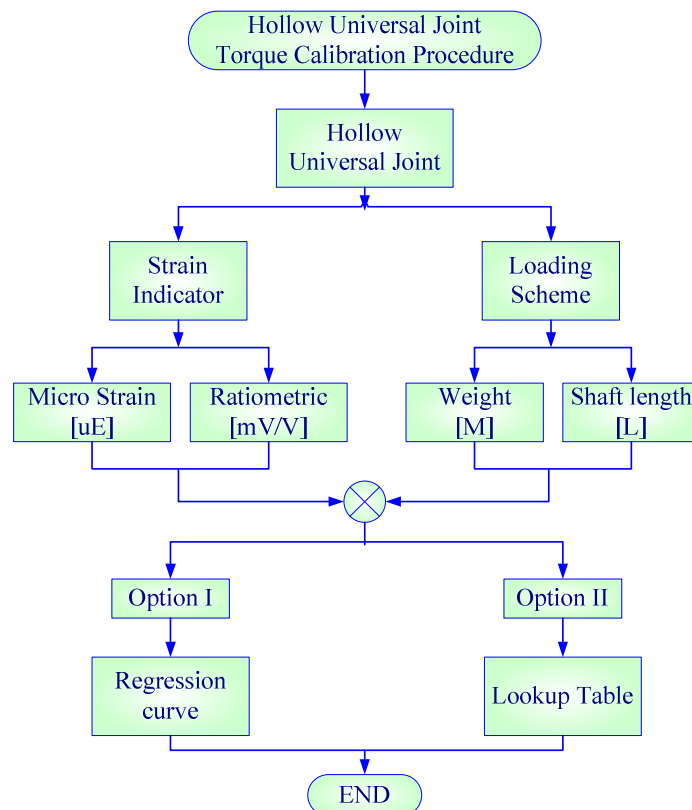 Hollow Universal Joint
Torque Calibration Procedure
Hollow
Universal Joint
Strain
Indicator
Loading
Scheme
Micro Strain
[uE]
Ratiometric
[mV/V]
Weight
[M]
Shaft length
[L]
Option I
Option II
Regression
curve
Lookup Table
END